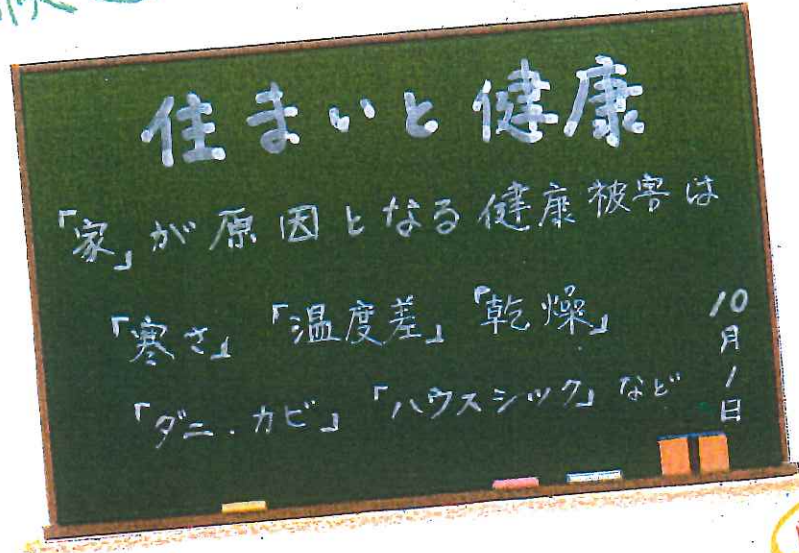 住まいと健康
「家」が原因となる健康被害は
「寒さ」「温度差」「乾燥」
「ダニ.カビ」「ハウスシック」など
10月1日